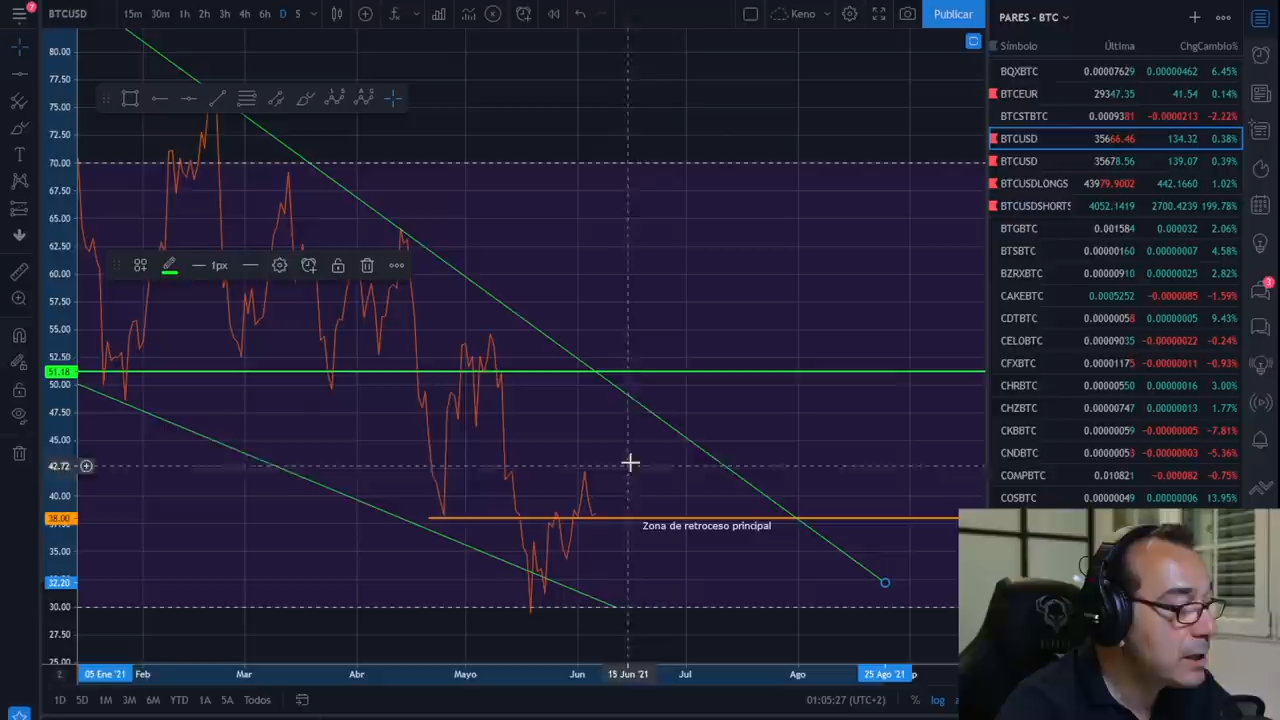 7
BTCUSD
15m 30m 1h 2h 3h 4h 6h D S
Keno
Publicar
PARES - BTC
Símbolo Última Chg Cambio%
BQXBTC 0.00007629 0.00000462 6.45%
BTCEUR 29347.35 41.54 0.14%
BTCSTBTC 0.0009381 -0.0000213 -2.22%
BTCUSD 35666.46 134.32 0.38%
BTCUSD 35678.56 139.07 0.39%
BTCUSDLONGS 43979.9002 442.1660 1.02%
BTCUSDSHORTS 4052.1419 2700.4239 199.78%
BTGBTC 0.001584 0.000032 2.06%
BTSBTC 0.00000160 0.00000007 4.58%
BZRXBTC 0.00000910 0.00000025 2.82%
3
CAKEBTC 0.0005252 -0.0000085 -1.59%
CDTBTC 0.00000058 0.00000005 9.43%
CELOBTC 0.00009035 -0.00000022 -0.24%
CFXBTC 0.00001175 -0.00000011 -0.93%
CHRBTC 0.00000550 0.00000016 3.00%
CHZBTC 0.00000747 0.00000013 1.77%
CKBBTC 0.00000059 -0.00000005 -7.81%
CNDBTC 0.00000053 -0.00000003 -5.36%
COMPBTC 0.010821 -0.000082 -0.75%
COSBTC 0.00000049 0.00000006 13.95%
80.00
77.50
75.00
72.50
70.00
67.50
65.00
62.50
60.00
57.50
55.00
52.50
51.18
50.00
47.50
45.00
42.72
40.00
38.00
35.00
32.20
30.00
27.50
25.00
1px
Zona de retroceso principal
2
05 Ene '21 Feb Mar Abr Mayo Jun 15 Jun '21 Jul Ago 25 Ago '21
1D 5D 1M 3M 6M YTD 1A 5A Todos
01:05:27 (UTC+2) % log